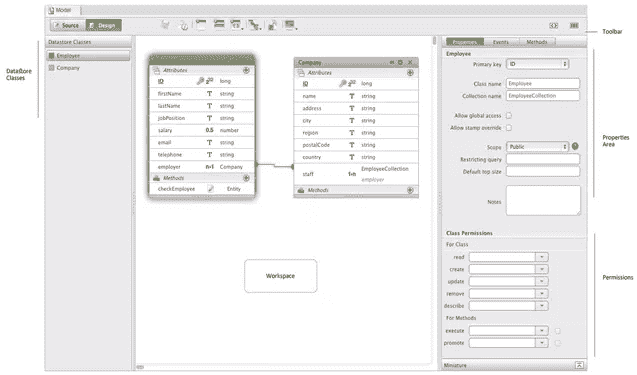 Model
Source
Design
Toolbar
Datastore Classes
Employee
Company
Datastore
Classes
Attributes
ID long
firstName T string
lastName T string
jobPosition T string
salary 0.5 number
email T string
telephone T string
employer n-1 Company
Methods
checkEmployee Entity
Company
Attributes
ID long
name T string
address T string
city T string
region T string
postalCode T string
country T string
staff 1-n EmployeeCollection
employer
Methods
Workspace
Properties Events Methods
Employee
Primary key ID
Class name Employee
Collection name EmployeeCollection
Allow global access
Allow stamp override
Scope Public
Restricting query
Default top size
Notes
Properties
Area
Class Permissions
For Class
read
create
update
remove
describe
For Methods
execute
promote
Permissions
Miniature